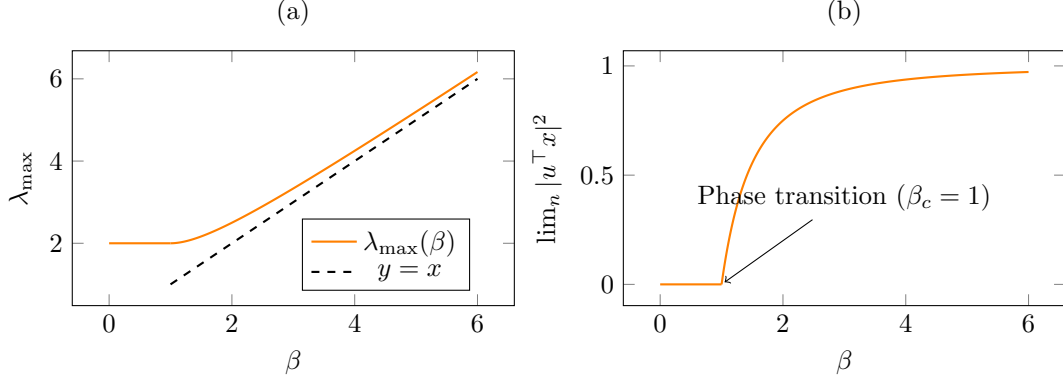 (a)
6
4
2
0
2
4
6
λmax
β
λmax(β)
y = x
(b)
1
0.5
0
0
2
4
6
limₙ |u⊤x|²
β
Phase transition (βc = 1)